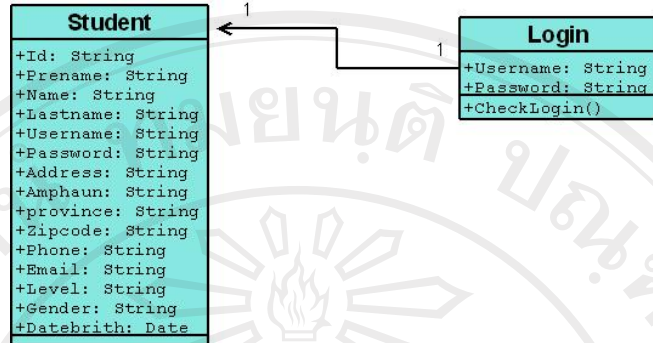 Student
+Id: String
+Prename: String
+Name: String
+Lastname: String
+Username: String
+Password: String
+Address: String
+Amphaun: String
+province: String
+Zipcode: String
+Phone: String
+Email: String
+Level: String
+Gender: String
+Datebrith: Date
1
1
Login
+Username: String
+Password: String
+CheckLogin()